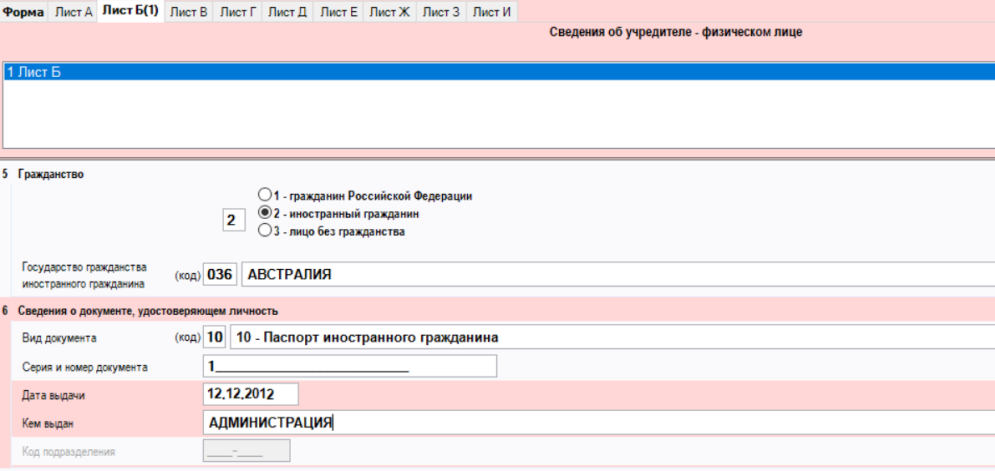 Форма Лист А Лист Б(1) Лист В Лист Г Лист Д Лист Е Лист Ж Лист З Лист И
Сведения об учредителе - физическом лице
1 Лист Б
5 Гражданство
1 - гражданин Российской Федерации
2 2 - иностранный гражданин
3 - лицо без гражданства
Государство гражданства
иностранного гражданина (код) 036 АВСТРАЛИЯ
6 Сведения о документе, удостоверяющем личность
Вид документа (код) 10 10 - Паспорт иностранного гражданина
Серия и номер документа 1
Дата выдачи 12.12.2012
Кем выдан АДМИНИСТРАЦИЯ
Код подразделения